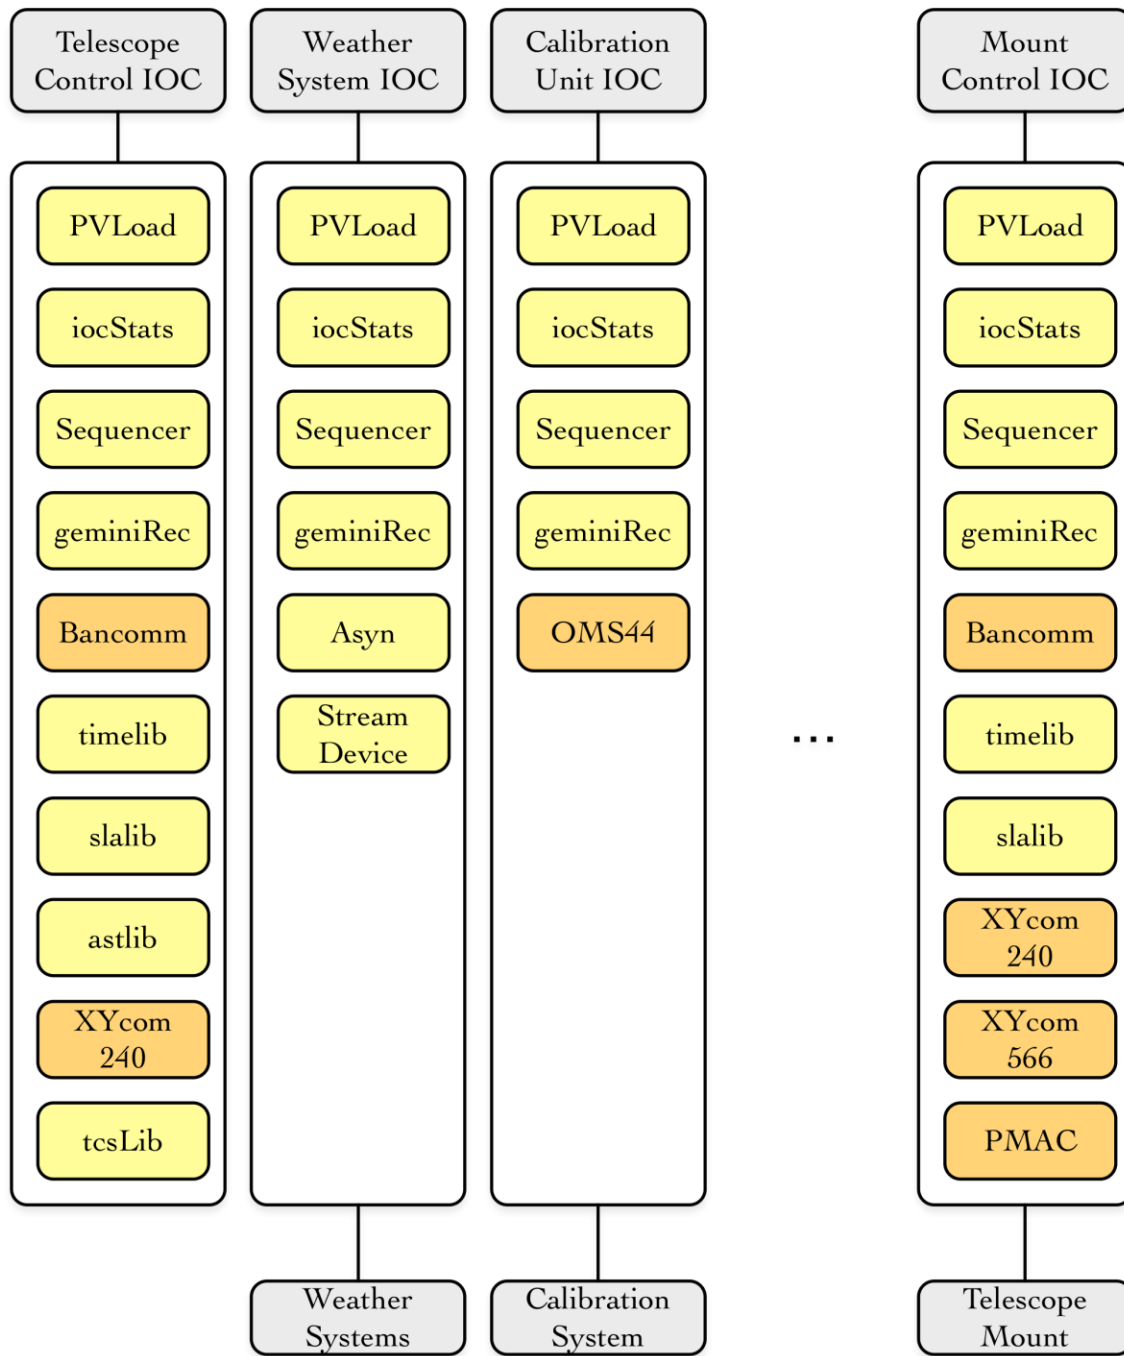 Telescope
Control IOC
Weather
System IOC
Calibration
Unit IOC
Mount
Control IOC
PVLoad
iocStats
Sequencer
geminiRec
Bancomm
timelib
slalib
astlib
XYcom
240
tcsLib
PVLoad
iocStats
Sequencer
geminiRec
Asyn
Stream
Device
PVLoad
iocStats
Sequencer
geminiRec
OMS44
...
PVLoad
iocStats
Sequencer
geminiRec
Bancomm
timelib
slalib
XYcom
240
XYcom
566
PMAC
Weather
Systems
Calibration
System
Telescope
Mount